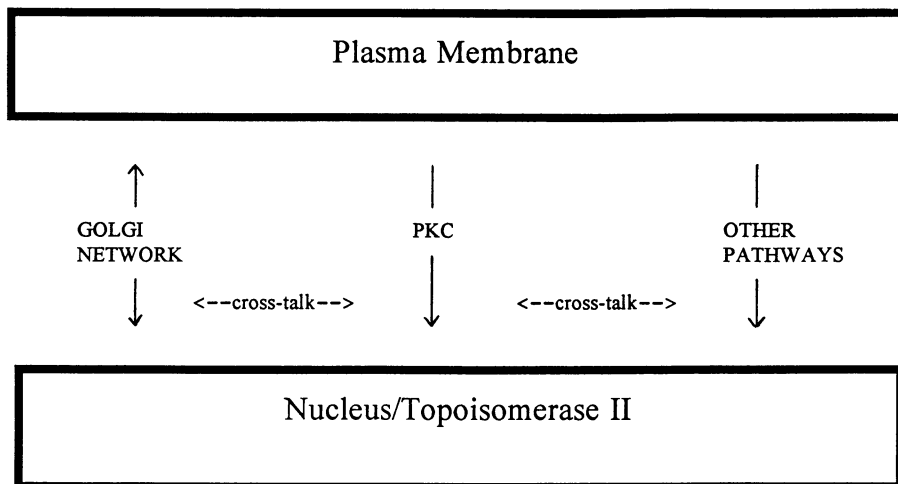 Plasma Membrane
GOLGI
NETWORK
PKC
OTHER
PATHWAYS
<--cross-talk-->
<--cross-talk-->
Nucleus/Topoisomerase II